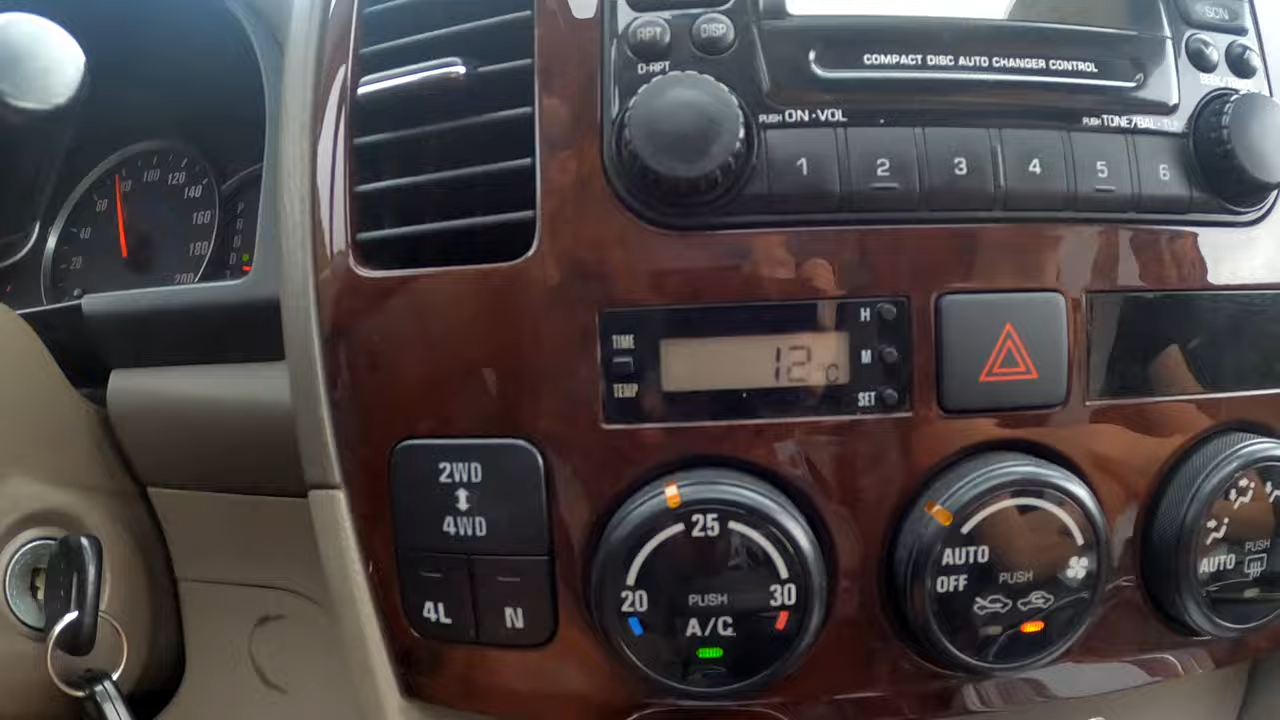 RPT
DISP
D-RPT
COMPACT DISC AUTO CHANGER CONTROL
SCN
PUSH ON·VOL
PUSH TONE/BAL·
1 2 3 4 5 6
20 40 60 80 100 120 140 160 180 200
P
R
N
D
TIME
TEMP
12 °C
H
M
SET
2WD
4WD
4L
N
25
20
30
PUSH
A/C
AUTO
OFF
PUSH
AUTO
PUSH